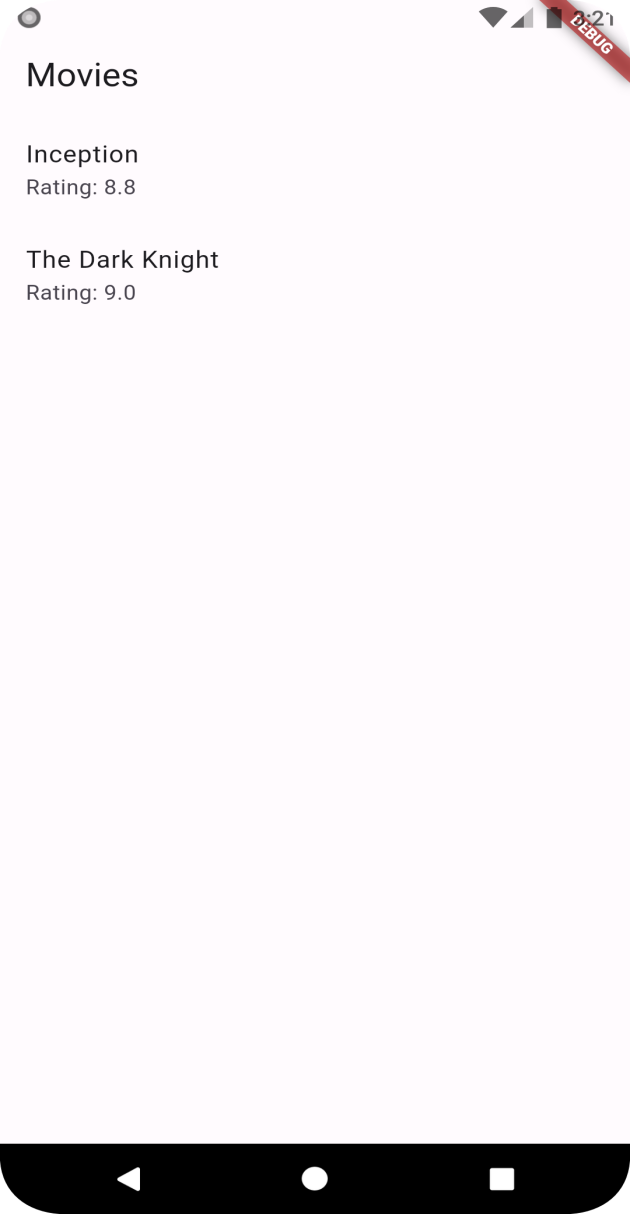 DEBUG
Movies
Inception
Rating: 8.8
The Dark Knight
Rating: 9.0